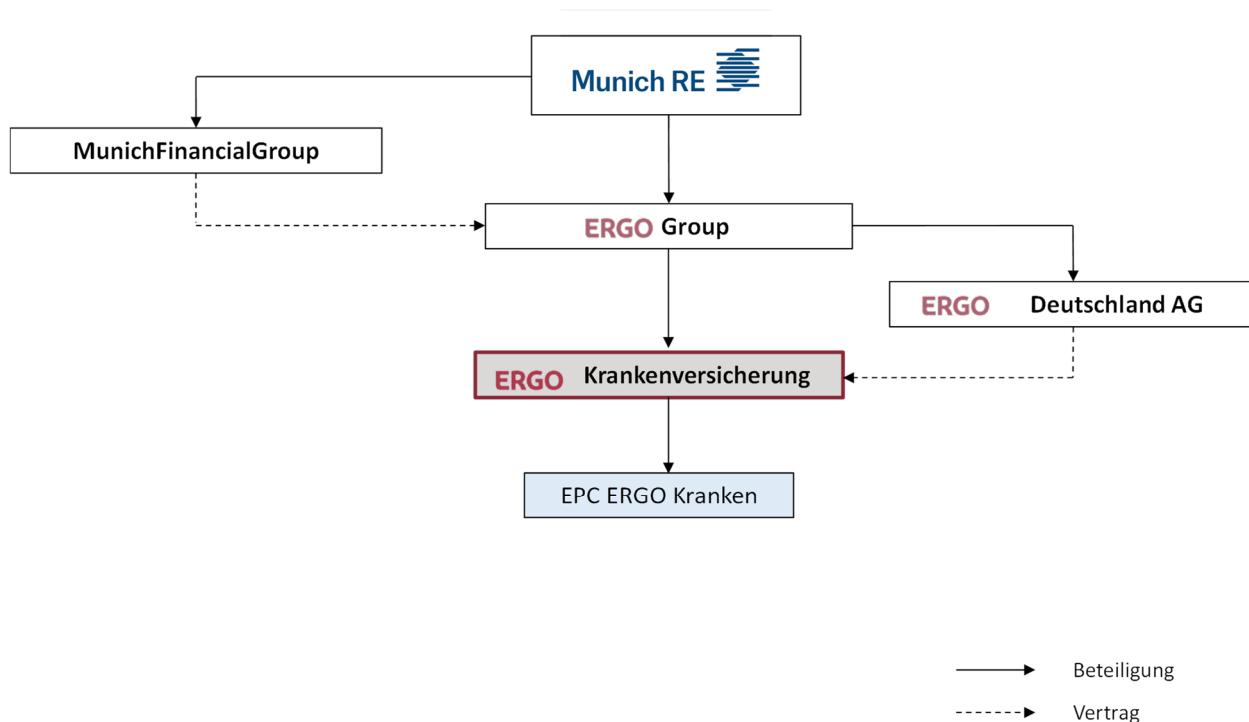 Munich RE
MunichFinancialGroup
ERGO Group
ERGO Deutschland AG
ERGO Krankenversicherung
EPC ERGO Kranken
Beteiligung
Vertrag